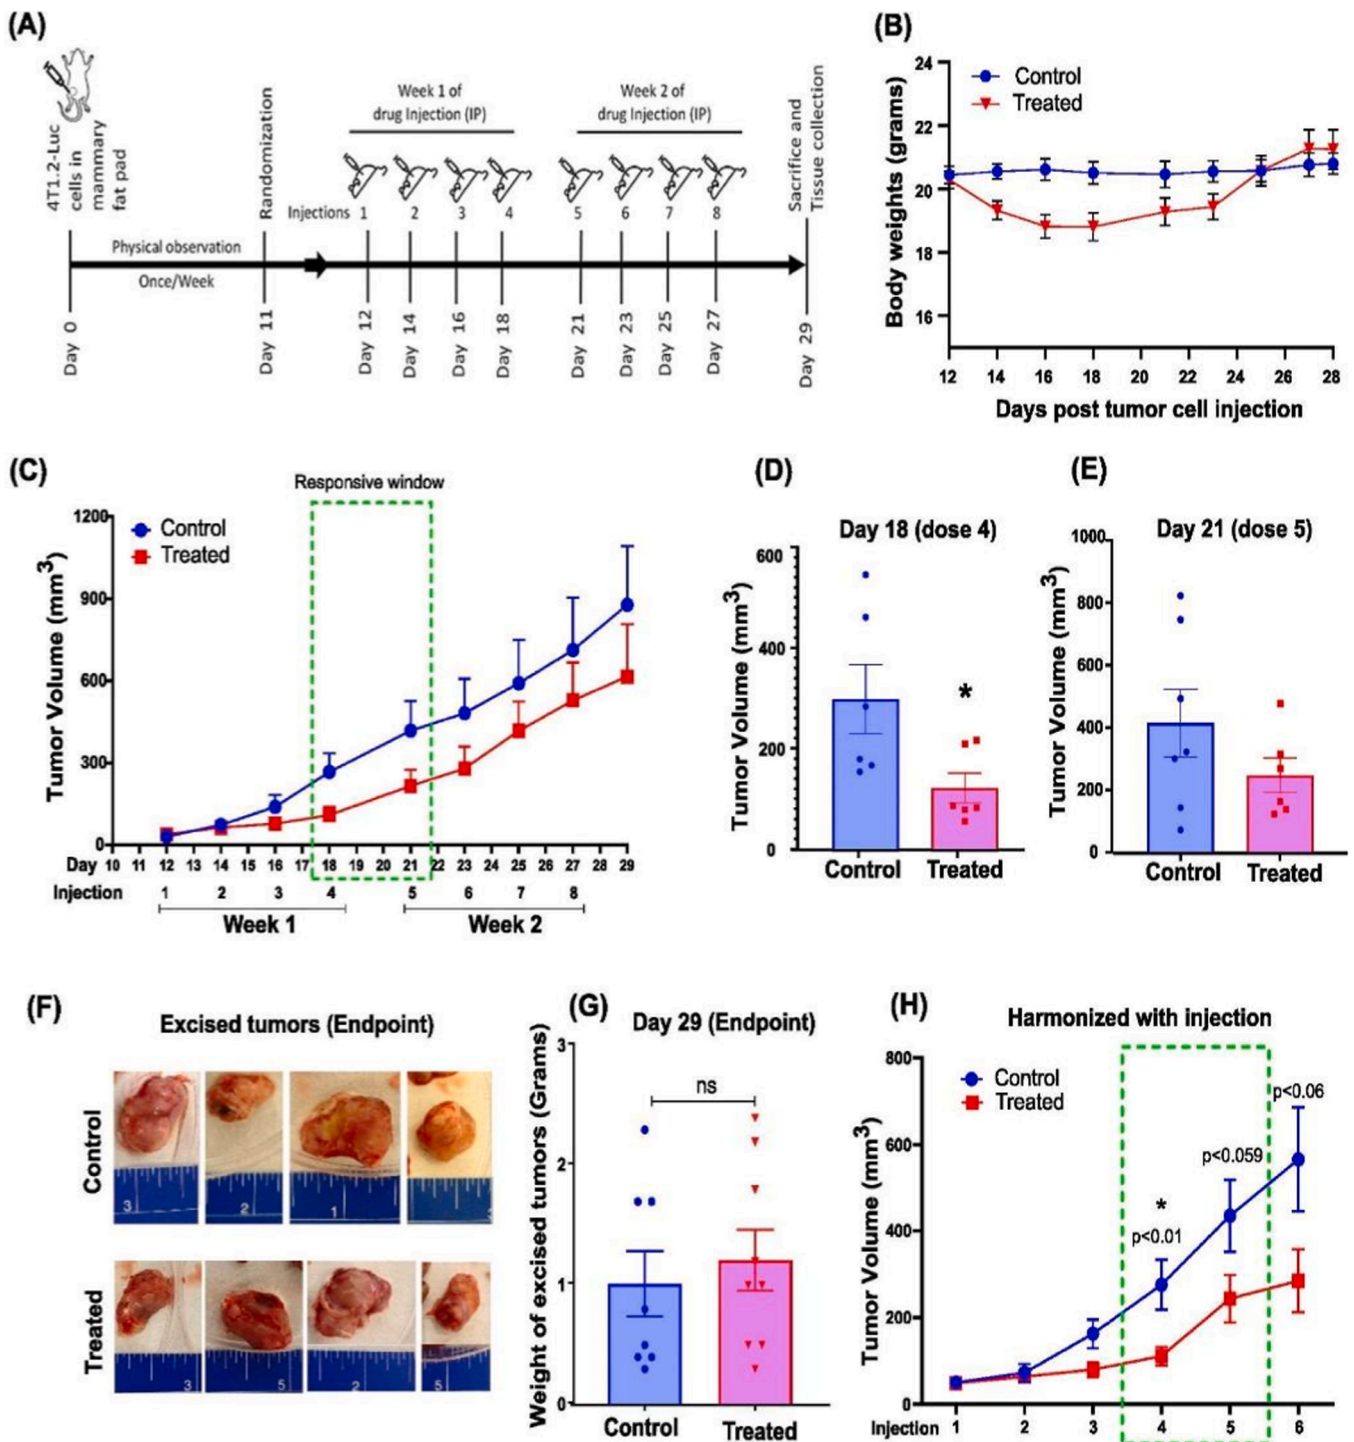 (A)
4T1.2-Luc
cells in
mammary
fat pad
Randomization
Week 1 of
drug Injection (IP)
Week 2 of
drug Injection (IP)
Sacrifice and
Tissue collection
Injections 1 2 3 4 5 6 7 8
Physical observation
Once/Week
Day 0
Day 11
Day 12
Day 14
Day 16
Day 18
Day 21
Day 23
Day 25
Day 27
Day 29
(B)
Control
Treated
Body weights (grams)
24
22
20
18
16
12 14 16 18 20 22 24 26 28
Days post tumor cell injection
(C)
Responsive window
Control
Treated
Tumor Volume (mm3)
1200
900
600
300
0
Day 10 11 12 13 14 15 16 17 18 19 20 21 22 23 24 25 26 27 28 29
Injection 1 2 3 4 5 6 7 8
Week 1 Week 2
(D)
Day 18 (dose 4)
Tumor Volume (mm3)
600
400
200
0
*
Control Treated
(E)
Day 21 (dose 5)
Tumor Volume (mm3)
1000
800
600
400
200
0
Control Treated
(F)
Excised tumors (Endpoint)
Control
3
2
1
Treated
3
5
2
5
(G)
Day 29 (Endpoint)
Weight of excised tumors (Grams)
3
2
1
0
ns
Control Treated
(H)
Harmonized with injection
Control
Treated
Tumor Volume (mm3)
800
600
400
200
0
*
p<0.01
p<0.059
p<0.06
Injection 1 2 3 4 5 6